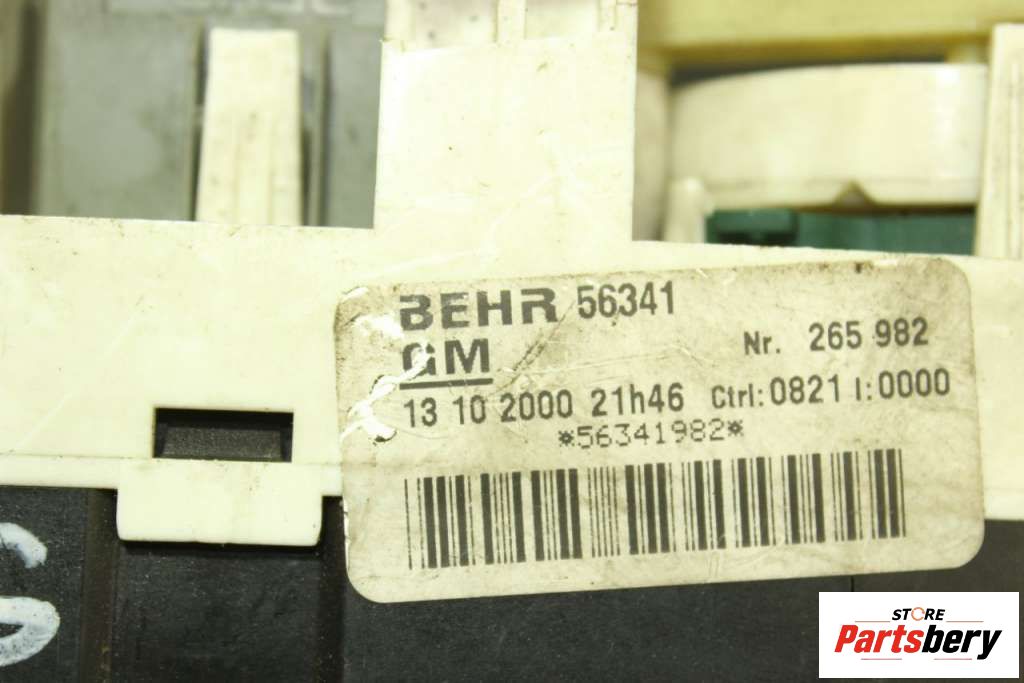 BEHR 56341
GM Nr. 265 982
13 10 2000 21h46 Ctrl:0821 I:0000
*56341982*
STORE
Partsbery